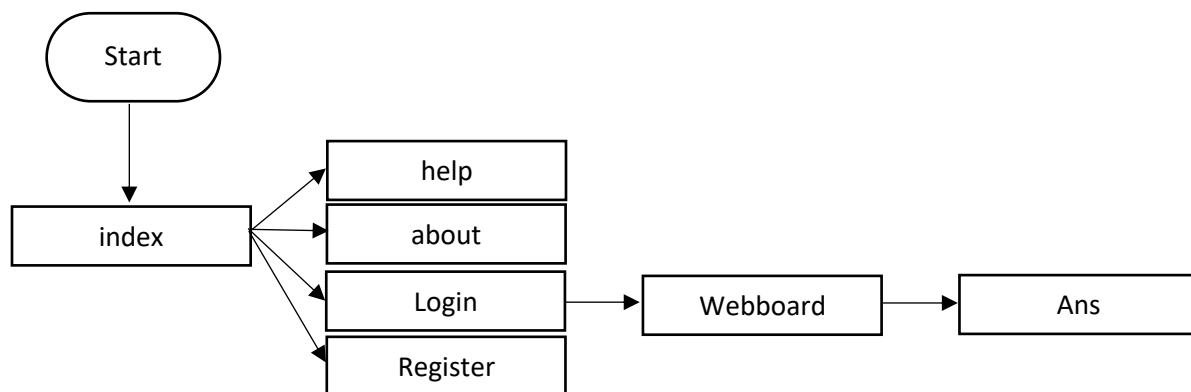 Start
help
index
about
Login
Webboard
Ans
Register